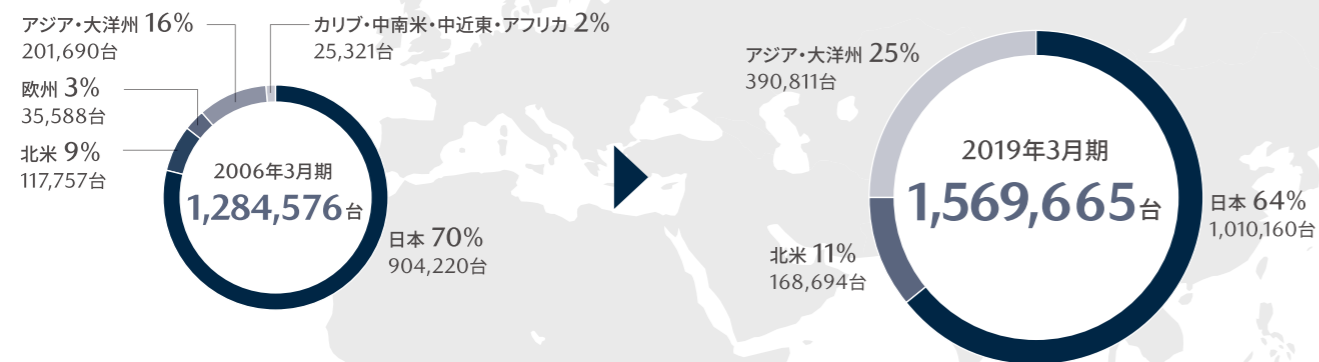 アジア・大洋州 16%
201,690台
カリブ・中南米・中近東・アフリカ 2%
25,321台
欧州 3%
35,588台
北米 9%
117,757台
2006年3月期
1,284,576台
日本 70%
904,220台
アジア・大洋州 25%
390,811台
2019年3月期
1,569,665台
日本 64%
1,010,160台
北米 11%
168,694台